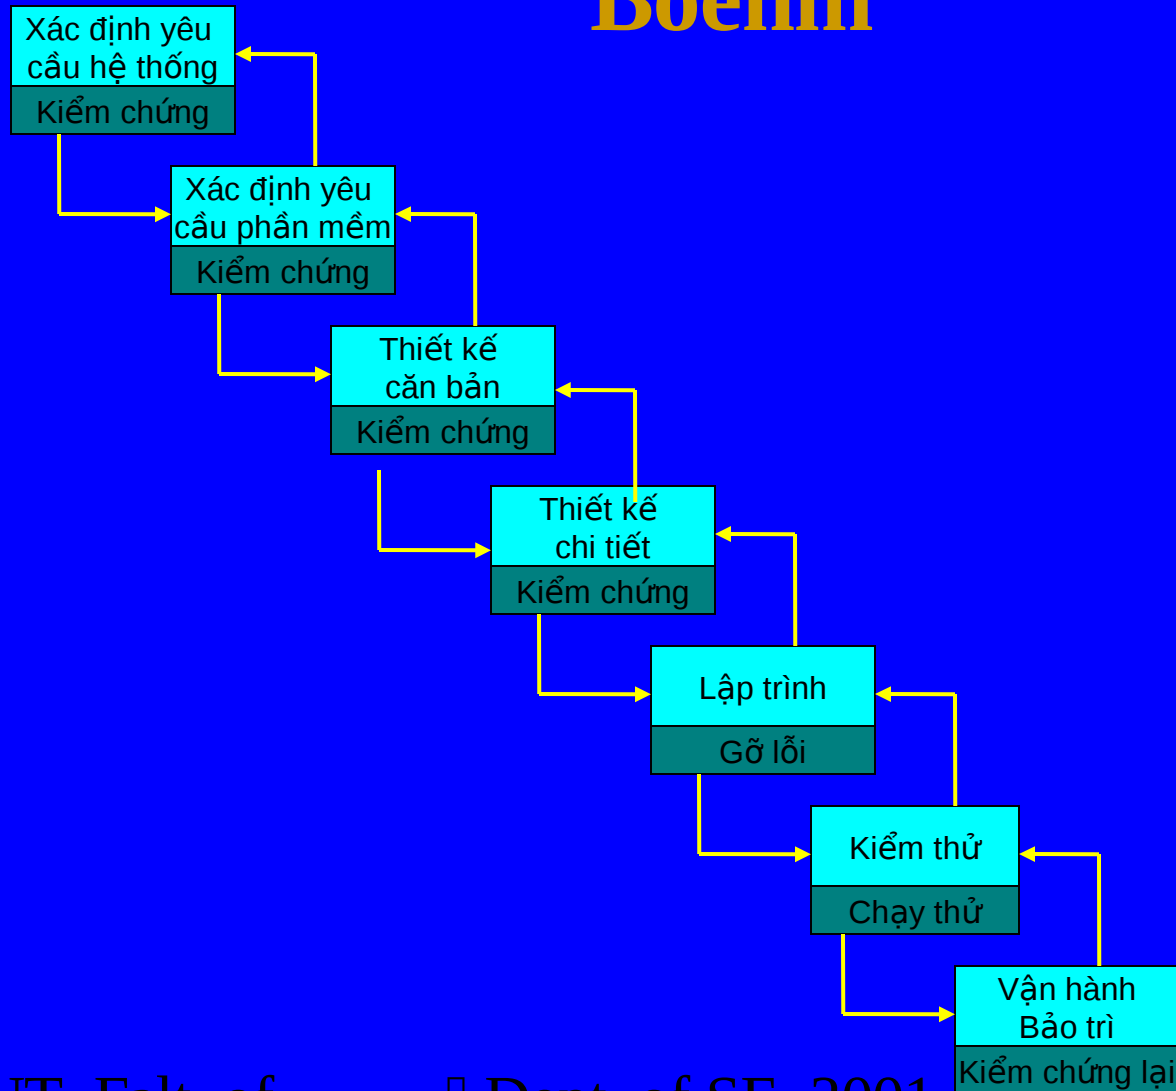 Boehm
Xác định yêu
cầu hệ thống
Kiểm chứng
Xác định yêu
cầu phần mềm
Kiểm chứng
Thiết kế
căn bản
Kiểm chứng
Thiết kế
chi tiết
Kiểm chứng
Lập trình
Gỡ lỗi
Kiểm thử
Chạy thử
Vận hành
Bảo trì
Kiểm chứng lại
Dept. of SE, 2001